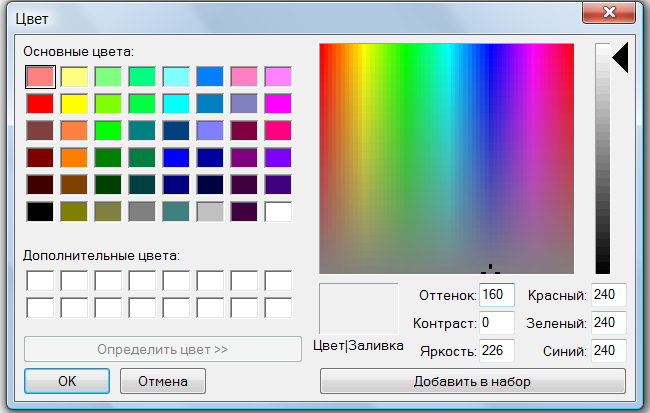 Цвет
Основные цвета:
Дополнительные цвета:
Определить цвет >>
OK
Отмена
Цвет|Заливка
Оттенок: 160
Контраст: 0
Яркость: 226
Красный: 240
Зеленый: 240
Синий: 240
Добавить в набор